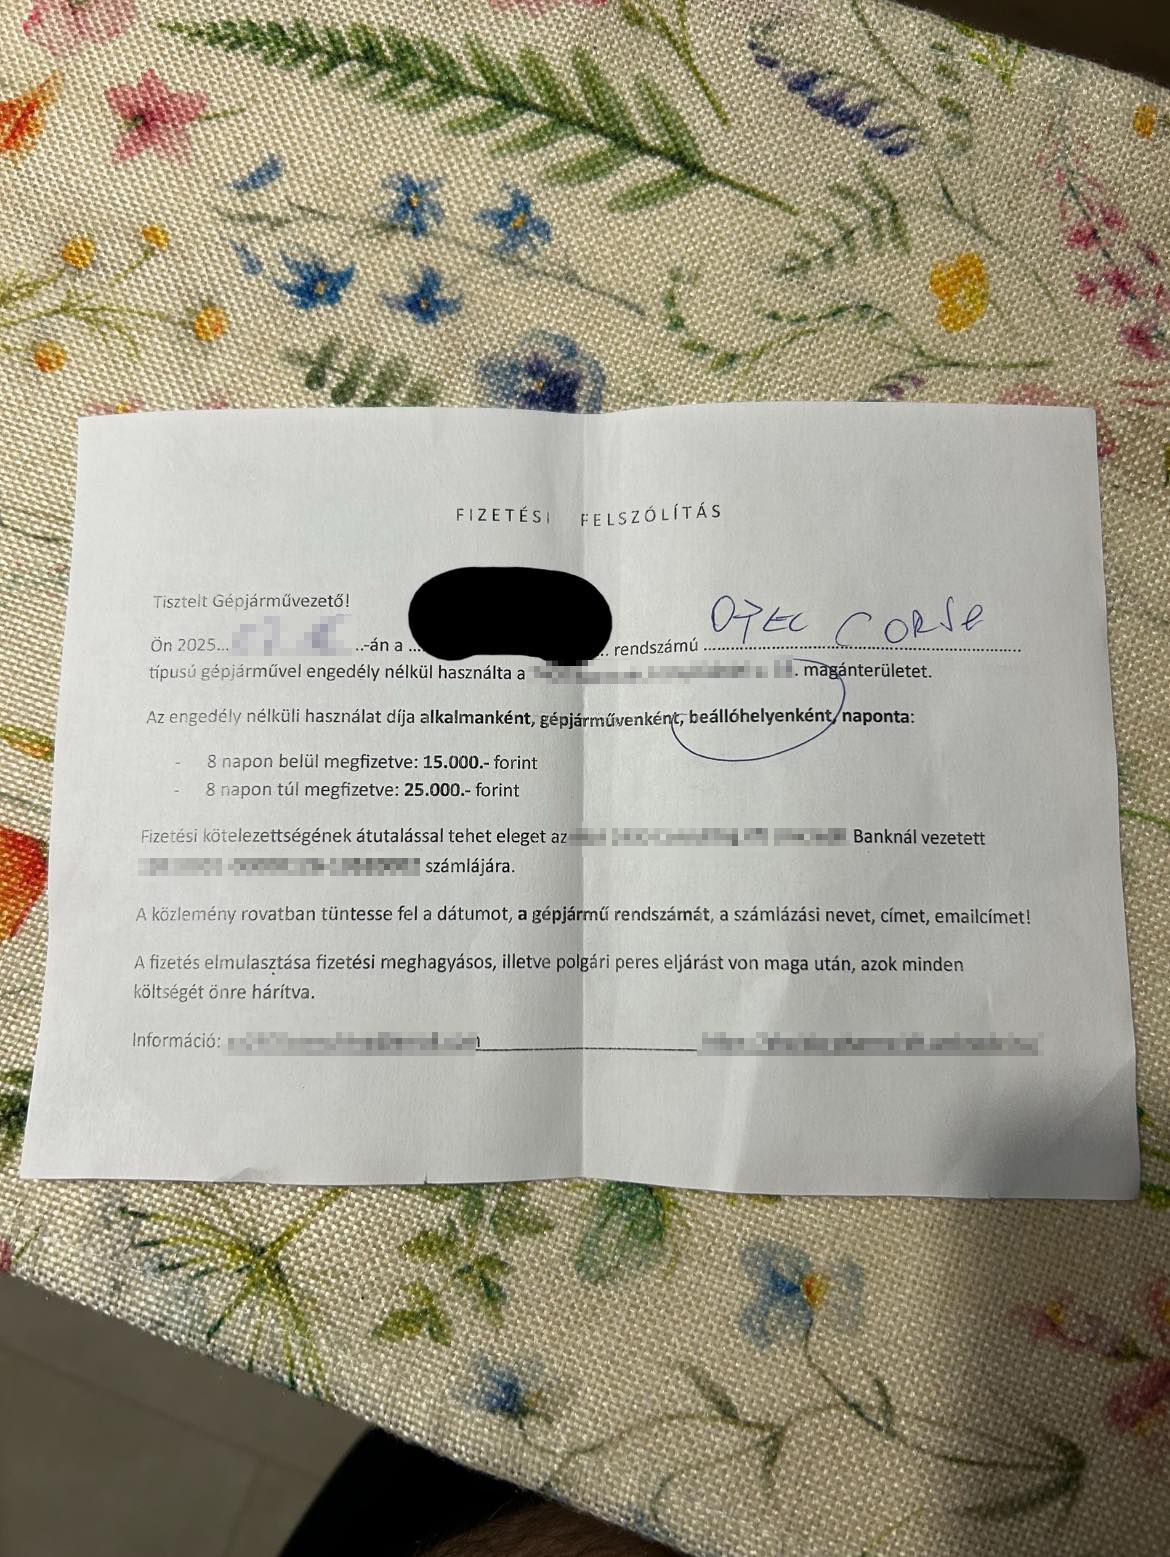 FIZETÉSI FELSZÓLÍTÁS
Tisztelt Gépjárművezető!
OPEL CORSA
Ön 2025... ..-án a ... .. rendszámú ...
típusú gépjárművel engedély nélkül használta a . magánterületet.
Az engedély nélküli használat díja alkalmanként, gépjárművenként, beállóhelyenként, naponta:
- 8 napon belül megfizetve: 15.000.- forint
- 8 napon túl megfizetve: 25.000.- forint
Fizetési kötelezettségének átutalással tehet eleget az Banknál vezetett
számlájára.
A közlemény rovatban tüntesse fel a dátumot, a gépjármű rendszámát, a számlázási nevet, címet, emailcímet!
A fizetés elmulasztása fizetési meghagyásos, illetve polgári peres eljárást von maga után, azok minden
költségét önre hárítva.
Információ: